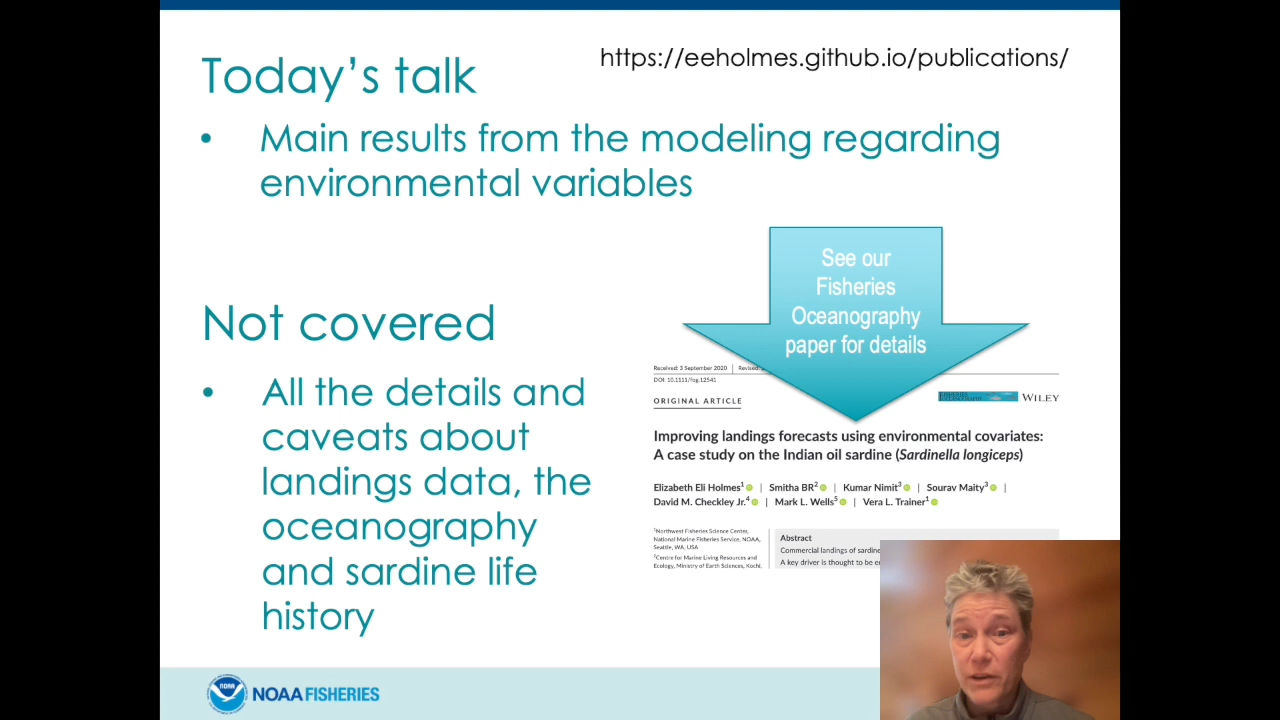 Today's talk
https://eeholmes.github.io/publications/
• Main results from the modeling regarding
environmental variables
See our
Fisheries
Oceanography
paper for details
Not covered
• All the details and
caveats about
landings data, the
oceanography
and sardine life
history
Received: 3 September 2020 | Revised:
DOI: 10.1111/fog.12541
ORIGINAL ARTICLE
FISHERIES
OCEANOGRAPHY WILEY
Improving landings forecasts using environmental covariates:
A case study on the Indian oil sardine (Sardinella longiceps)
Elizabeth Eli Holmes1 | Smitha BR2 | Kumar Nimit3 | Sourav Maity3 |
David M. Checkley Jr.4 | Mark L. Wells5 | Vera L. Trainer1
1Northwest Fisheries Science Center,
National Marine Fisheries Service, NOAA,
Seattle, WA, USA
2Centre for Marine Living Resources and
Ecology, Ministry of Earth Sciences, Kochi,
Abstract
Commercial landings of sardine
A key driver is thought to be
NOAA
NOAA FISHERIES